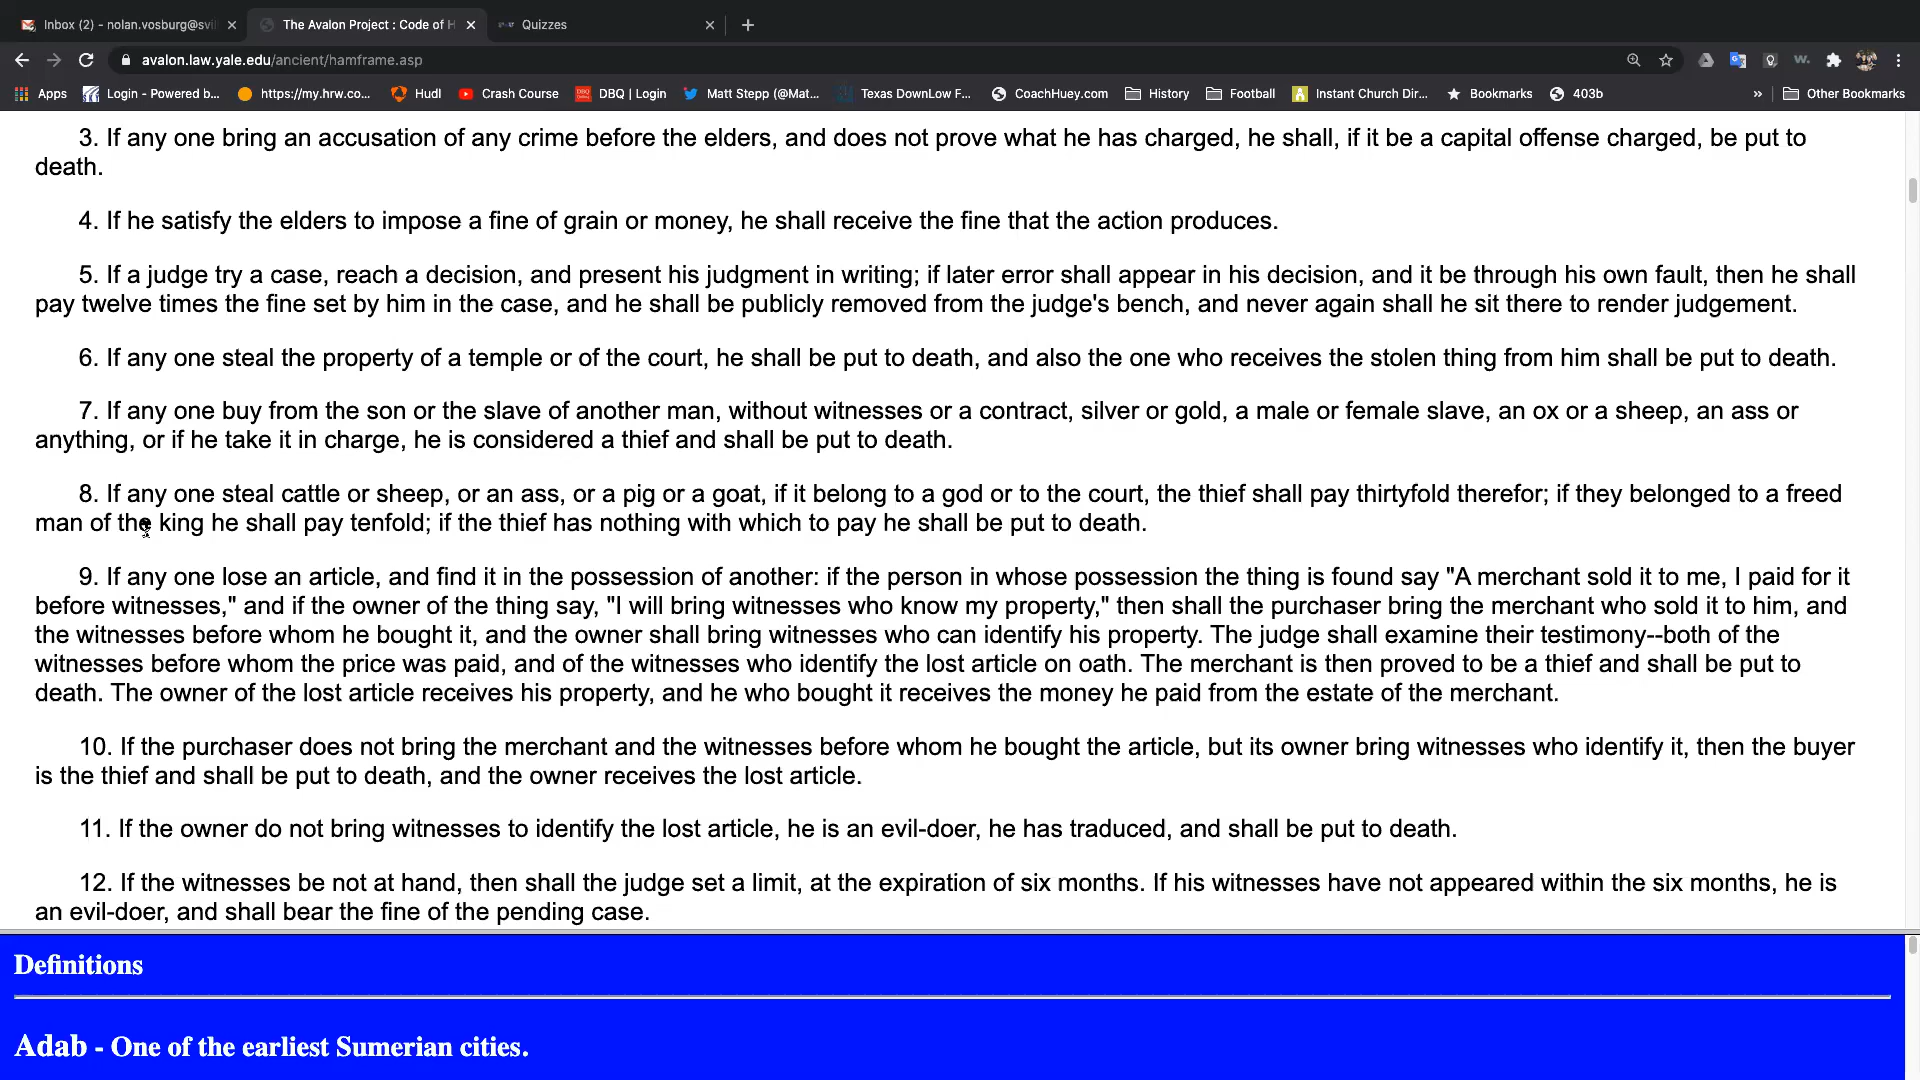 Inbox (2) - nolan.vosburg@svil
The Avalon Project : Code of H
Quizzes
avalon.law.yale.edu/ancient/hamframe.asp
Apps
Login - Powered b...
https://my.hrw.co...
Hudl
Crash Course
DBQ | Login
Matt Stepp (@Mat...
Texas DownLow F...
CoachHuey.com
History
Football
Instant Church Dir...
Bookmarks
403b
»
Other Bookmarks
3. If any one bring an accusation of any crime before the elders, and does not prove what he has charged, he shall, if it be a capital offense charged, be put to
death.
4. If he satisfy the elders to impose a fine of grain or money, he shall receive the fine that the action produces.
5. If a judge try a case, reach a decision, and present his judgment in writing; if later error shall appear in his decision, and it be through his own fault, then he shall
pay twelve times the fine set by him in the case, and he shall be publicly removed from the judge's bench, and never again shall he sit there to render judgement.
6. If any one steal the property of a temple or of the court, he shall be put to death, and also the one who receives the stolen thing from him shall be put to death.
7. If any one buy from the son or the slave of another man, without witnesses or a contract, silver or gold, a male or female slave, an ox or a sheep, an ass or
anything, or if he take it in charge, he is considered a thief and shall be put to death.
8. If any one steal cattle or sheep, or an ass, or a pig or a goat, if it belong to a god or to the court, the thief shall pay thirtyfold therefor; if they belonged to a freed
man of the king he shall pay tenfold; if the thief has nothing with which to pay he shall be put to death.
9. If any one lose an article, and find it in the possession of another: if the person in whose possession the thing is found say "A merchant sold it to me, I paid for it
before witnesses," and if the owner of the thing say, "I will bring witnesses who know my property," then shall the purchaser bring the merchant who sold it to him, and
the witnesses before whom he bought it, and the owner shall bring witnesses who can identify his property. The judge shall examine their testimony--both of the
witnesses before whom the price was paid, and of the witnesses who identify the lost article on oath. The merchant is then proved to be a thief and shall be put to
death. The owner of the lost article receives his property, and he who bought it receives the money he paid from the estate of the merchant.
10. If the purchaser does not bring the merchant and the witnesses before whom he bought the article, but its owner bring witnesses who identify it, then the buyer
is the thief and shall be put to death, and the owner receives the lost article.
11. If the owner do not bring witnesses to identify the lost article, he is an evil-doer, he has traduced, and shall be put to death.
12. If the witnesses be not at hand, then shall the judge set a limit, at the expiration of six months. If his witnesses have not appeared within the six months, he is
an evil-doer, and shall bear the fine of the pending case.
Definitions
Adab - One of the earliest Sumerian cities.